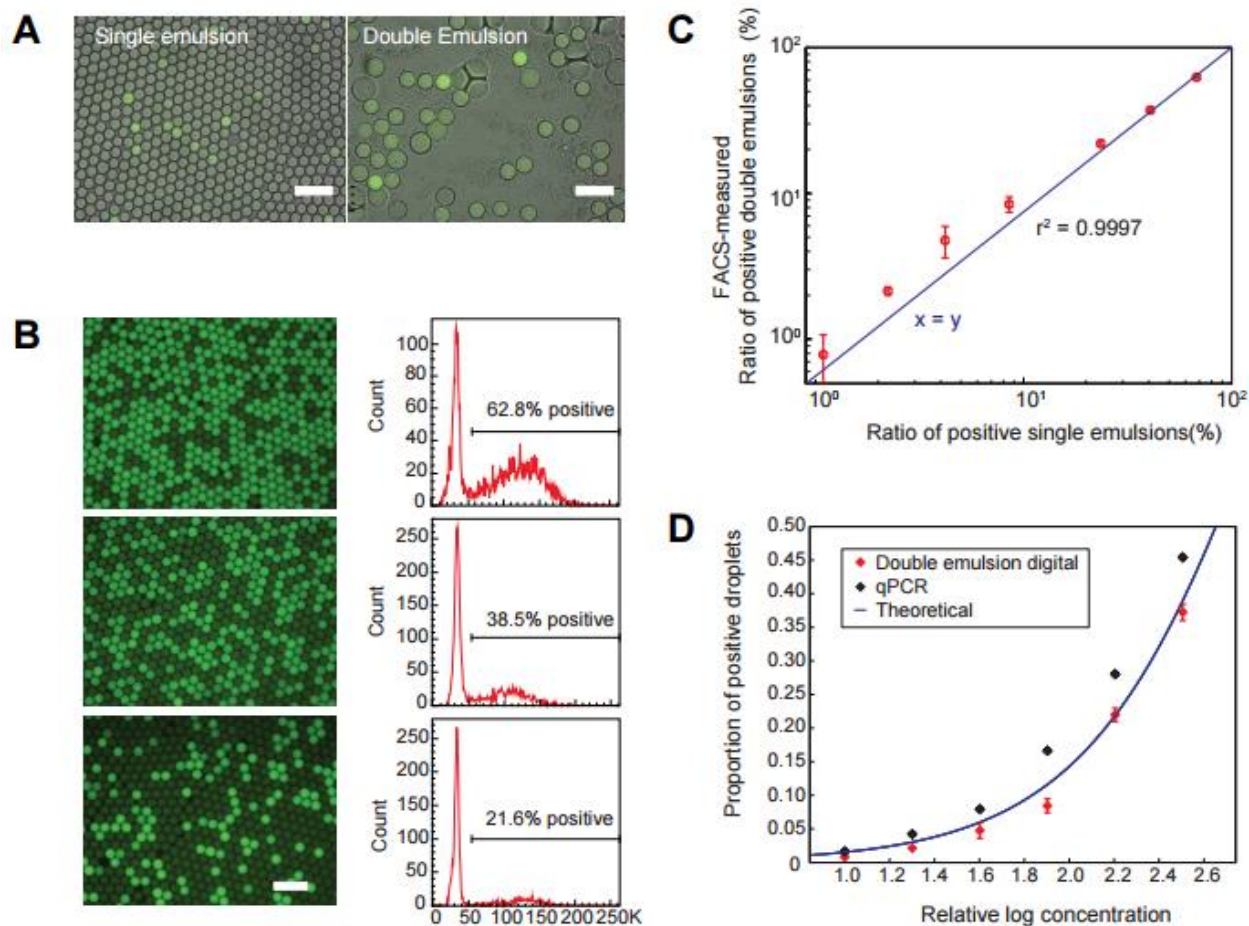 A
Single emulsion
Double Emulsion
B
100
80
60
40
20
0
Count
62.8% positive
250
200
150
100
50
0
Count
38.5% positive
250
200
150
100
50
0
Count
21.6% positive
0 50 100 150 200 250K
C
FACS-measured
Ratio of positive double emulsions (%)
10²
10¹
10⁰
r² = 0.9997
x = y
10⁰ 10¹ 10²
Ratio of positive single emulsions(%)
D
Proportion of positive droplets
0.50
0.45
0.40
0.35
0.30
0.25
0.20
0.15
0.10
0.05
0
Double emulsion digital
qPCR
Theoretical
1.0 1.2 1.4 1.6 1.8 2.0 2.2 2.4 2.6
Relative log concentration